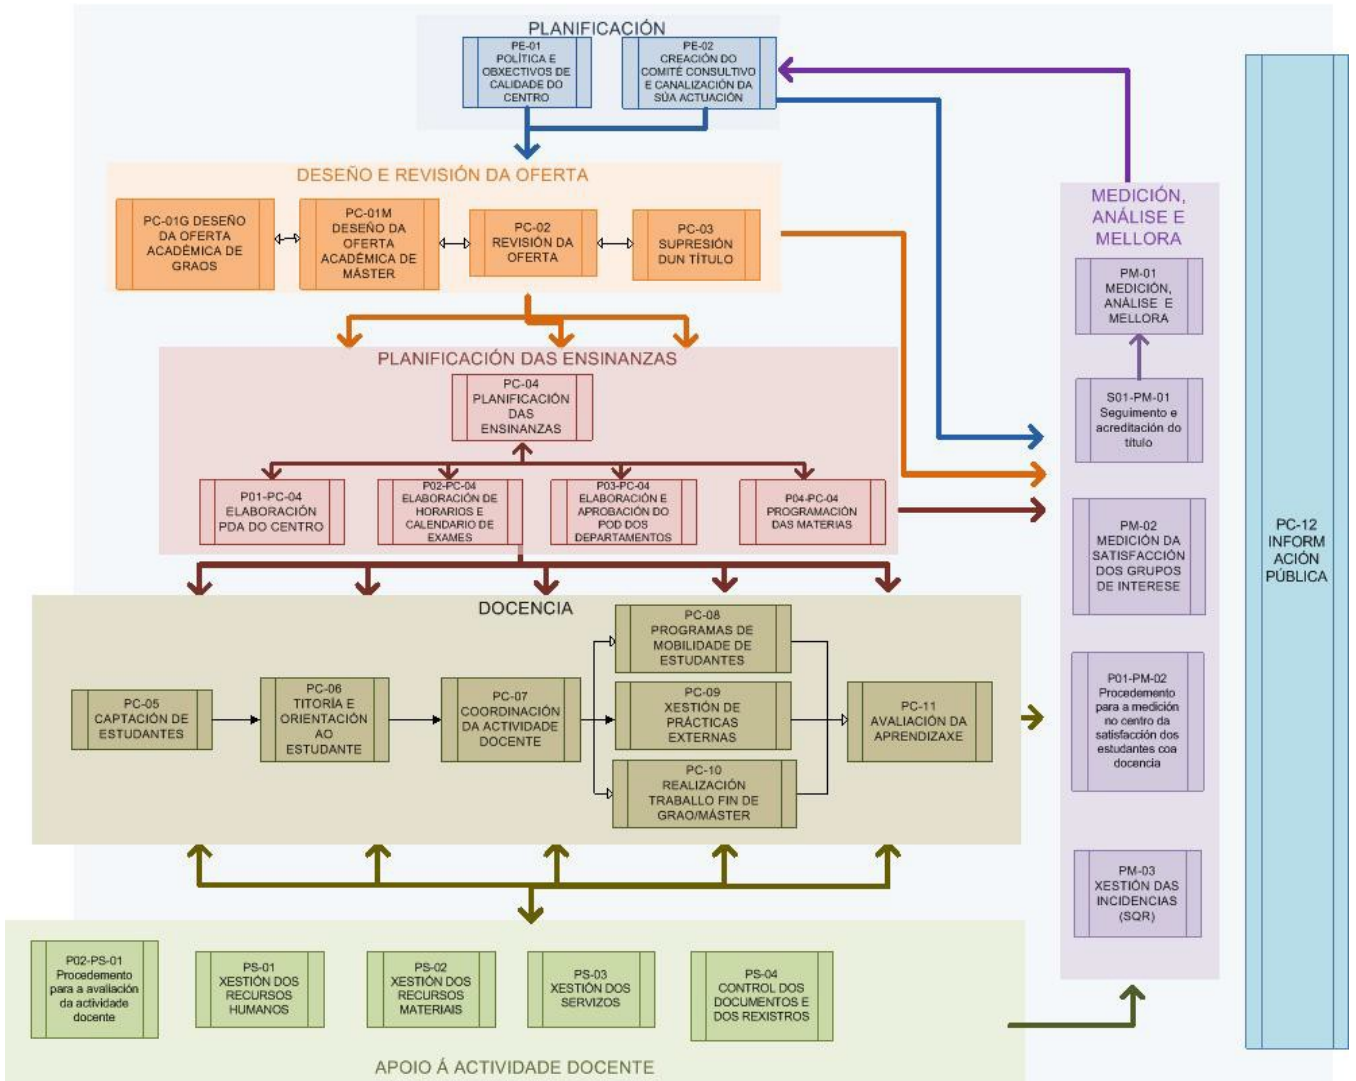 PLANIFICACIÓN
PE-01
POLÍTICA E
OBXECTIVOS DE
CALIDADE DO
CENTRO
PE-02
CREACIÓN DO
COMITÉ CONSULTIVO
E CANALIZACIÓN DA
SÚA ACTUACIÓN
DESEÑO E REVISIÓN DA OFERTA
PC-01G DESEÑO
DA OFERTA
ACADÉMICA DE
GRAOS
PC-01M
DESEÑO DA
OFERTA
ACADÉMICA DE
MÁSTER
PC-02
REVISIÓN DA
OFERTA
PC-03
SUPRESIÓN
DUN TÍTULO
PLANIFICACIÓN DAS ENSINANZAS
PC-04
PLANIFICACIÓN
DAS
ENSINANZAS
P01-PC-04
ELABORACIÓN
PDA DO CENTRO
P02-PC-04
ELABORACIÓN DE
HORARIOS E
CALENDARIO DE
EXAMES
P03-PC-04
ELABORACIÓN E
APROBACIÓN DO
POD DOS
DEPARTAMENTOS
P04-PC-04
PROGRAMACIÓN
DAS MATERIAS
DOCENCIA
PC-05
CAPTACIÓN DE
ESTUDANTES
PC-06
TITORÍA E
ORIENTACIÓN
AO
ESTUDANTE
PC-07
COORDINACIÓN
DA ACTIVIDADE
DOCENTE
PC-08
PROGRAMAS DE
MOBILIDADE DE
ESTUDANTES
PC-09
XESTIÓN DE
PRÁCTICAS
EXTERNAS
PC-10
REALIZACIÓN
TRABALLO FIN DE
GRAO/MÁSTER
PC-11
AVALIACIÓN DA
APRENDIZAXE
P02-PS-01
Procedemento
para a avaliación
da actividade
docente
PS-01
XESTIÓN DOS
RECURSOS
HUMANOS
PS-02
XESTIÓN DOS
RECURSOS
MATERIAIS
PS-03
XESTIÓN DOS
SERVIZOS
PS-04
CONTROL DOS
DOCUMENTOS E
DOS REXISTROS
APOIO Á ACTIVIDADE DOCENTE
MEDICIÓN,
ANÁLISE E
MELLORA
PM-01
MEDICIÓN,
ANÁLISE E
MELLORA
S01-PM-01
Seguimento e
acreditación do
título
PM-02
MEDICIÓN DA
SATISFACCIÓN
DOS GRUPOS
DE INTERESE
P01-PM-02
Procedemento
para a medición
no centro da
satisfacción dos
estudantes coa
docencia
PM-03
XESTIÓN DAS
INCIDENCIAS
(SQR)
PC-12
INFORM
ACIÓN
PÚBLICA